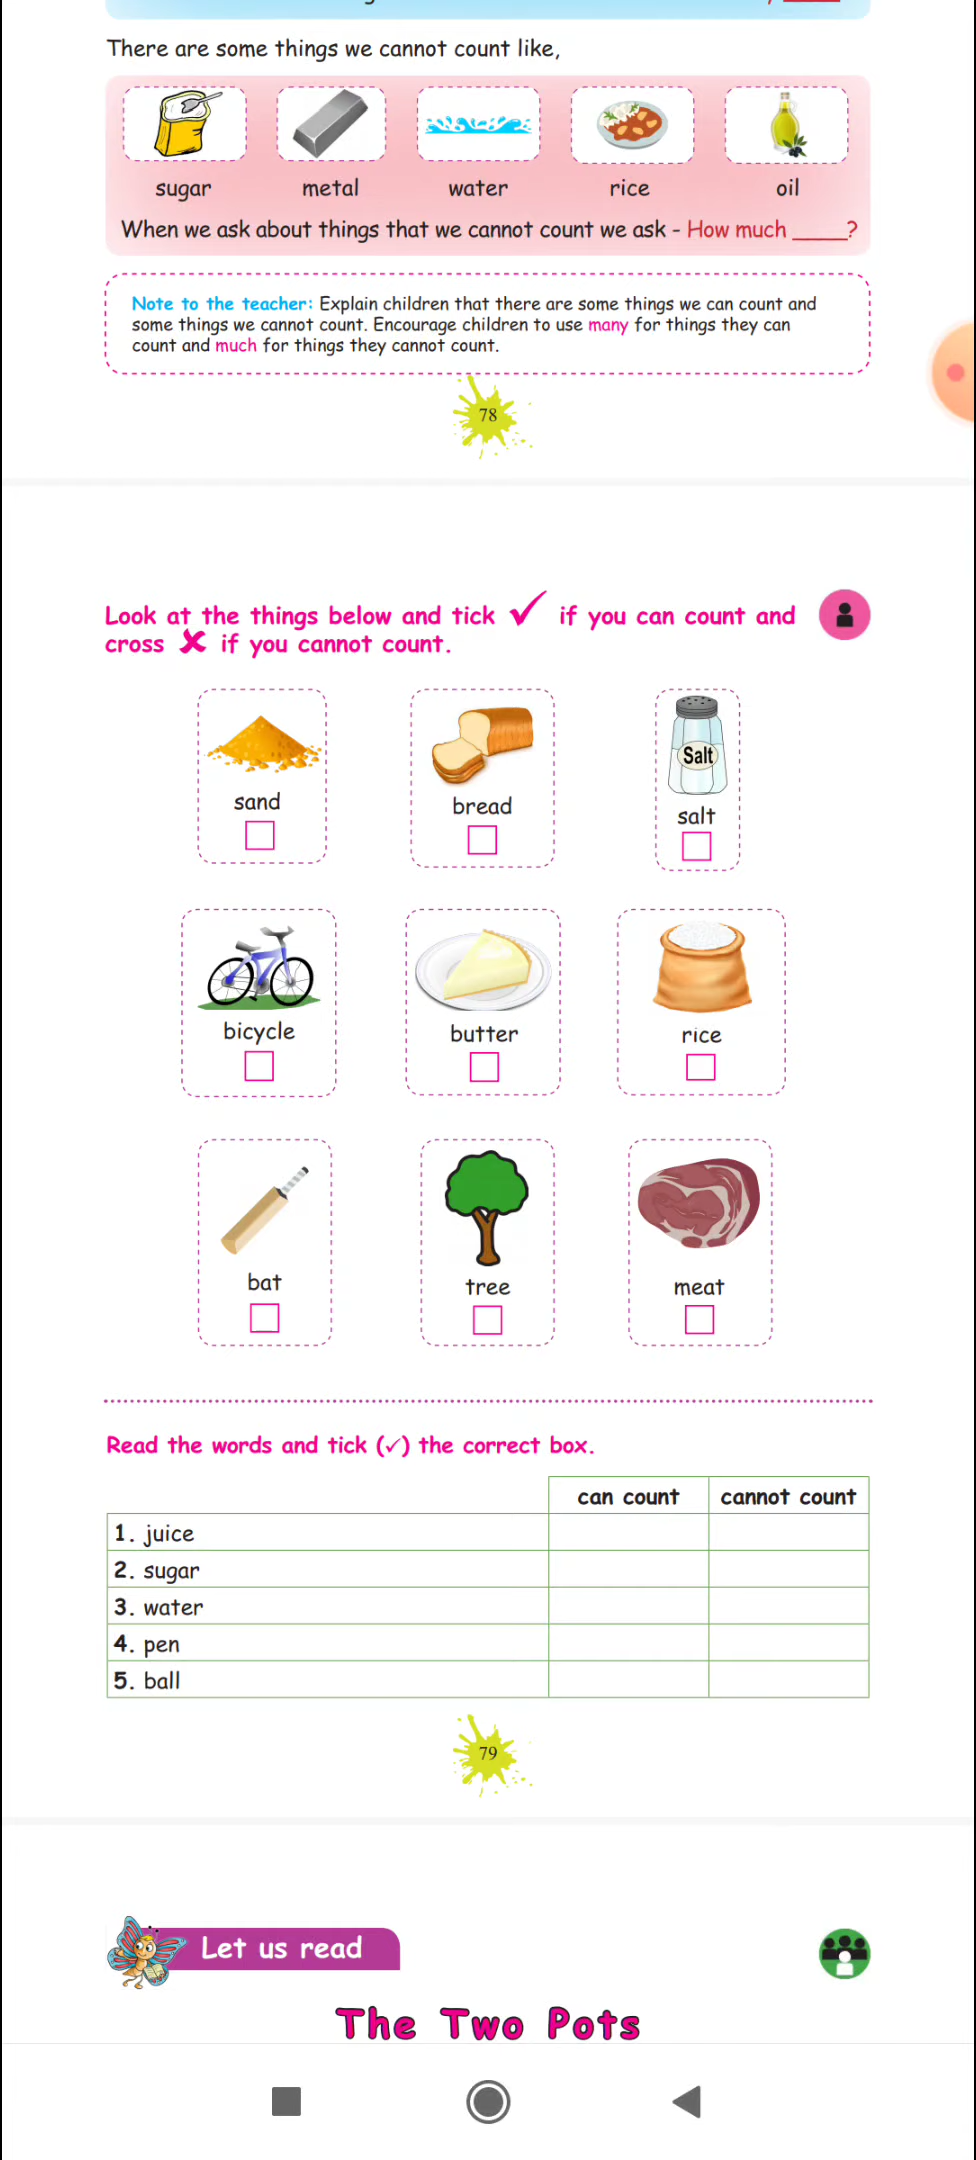 There are some things we cannot count like,
sugar metal water rice oil
When we ask about things that we cannot count we ask - How much _____?
Note to the teacher: Explain children that there are some things we can count and
some things we cannot count. Encourage children to use many for things they can
count and much for things they cannot count.
78
Look at the things below and tick ✓ if you can count and
cross ✗ if you cannot count.
Salt
sand bread salt
bicycle butter rice
bat tree meat
Read the words and tick (✓) the correct box.
can count cannot count
1. juice
2. sugar
3. water
4. pen
5. ball
79
Let us read
The Two Pots